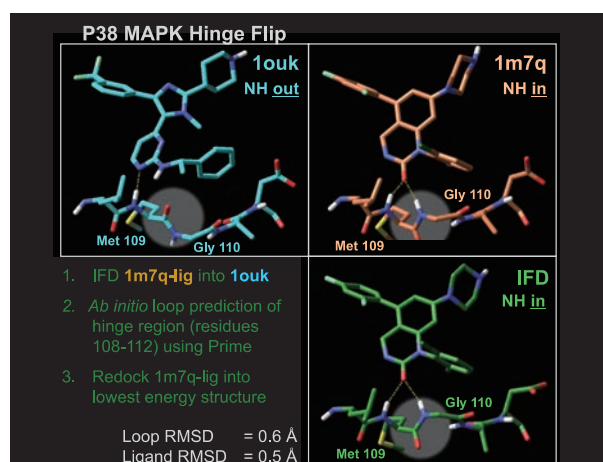 P38 MAPK Hinge Flip
1ouk
NH out
Met 109
Gly 110
1m7q
NH in
Gly 110
Met 109
1. IFD 1m7q-lig into 1ouk
2. Ab initio loop prediction of
hinge region (residues
108-112) using Prime
3. Redock 1m7q-lig into
lowest energy structure
Loop RMSD = 0.6 Å
Ligand RMSD = 0.5 Å
IFD
NH in
Gly 110
Met 109